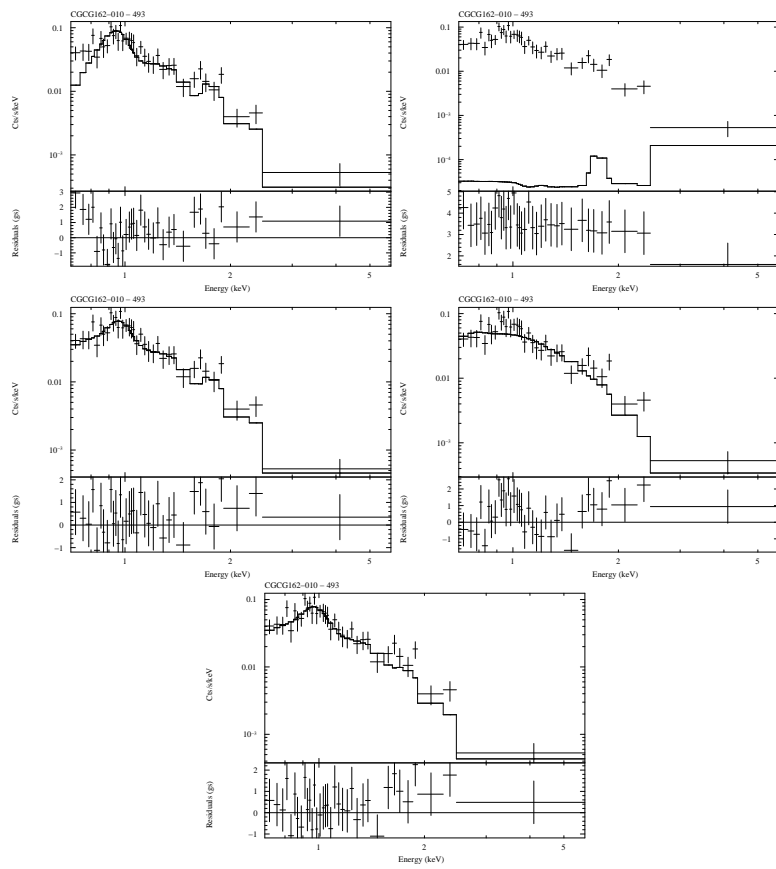 CGCG162−010 − 493
0.1
0.01
10⁻³
Cts/s/keV
3
2
1
0
−1
Residuals (gs)
1 2 5
Energy (keV)
CGCG162−010 − 493
0.1
0.01
10⁻³
10⁻⁴
Cts/s/keV
5
4
3
2
Residuals (gs)
1 2 5
Energy (keV)
CGCG162−010 − 493
0.1
0.01
10⁻³
Cts/s/keV
2
1
0
−1
Residuals (gs)
1 2 5
Energy (keV)
CGCG162−010 − 493
0.1
0.01
10⁻³
Cts/s/keV
2
1
0
−1
Residuals (gs)
1 2 5
Energy (keV)
CGCG162−010 − 493
0.1
0.01
10⁻³
Cts/s/keV
2
1
0
−1
Residuals (gs)
1 2 5
Energy (keV)